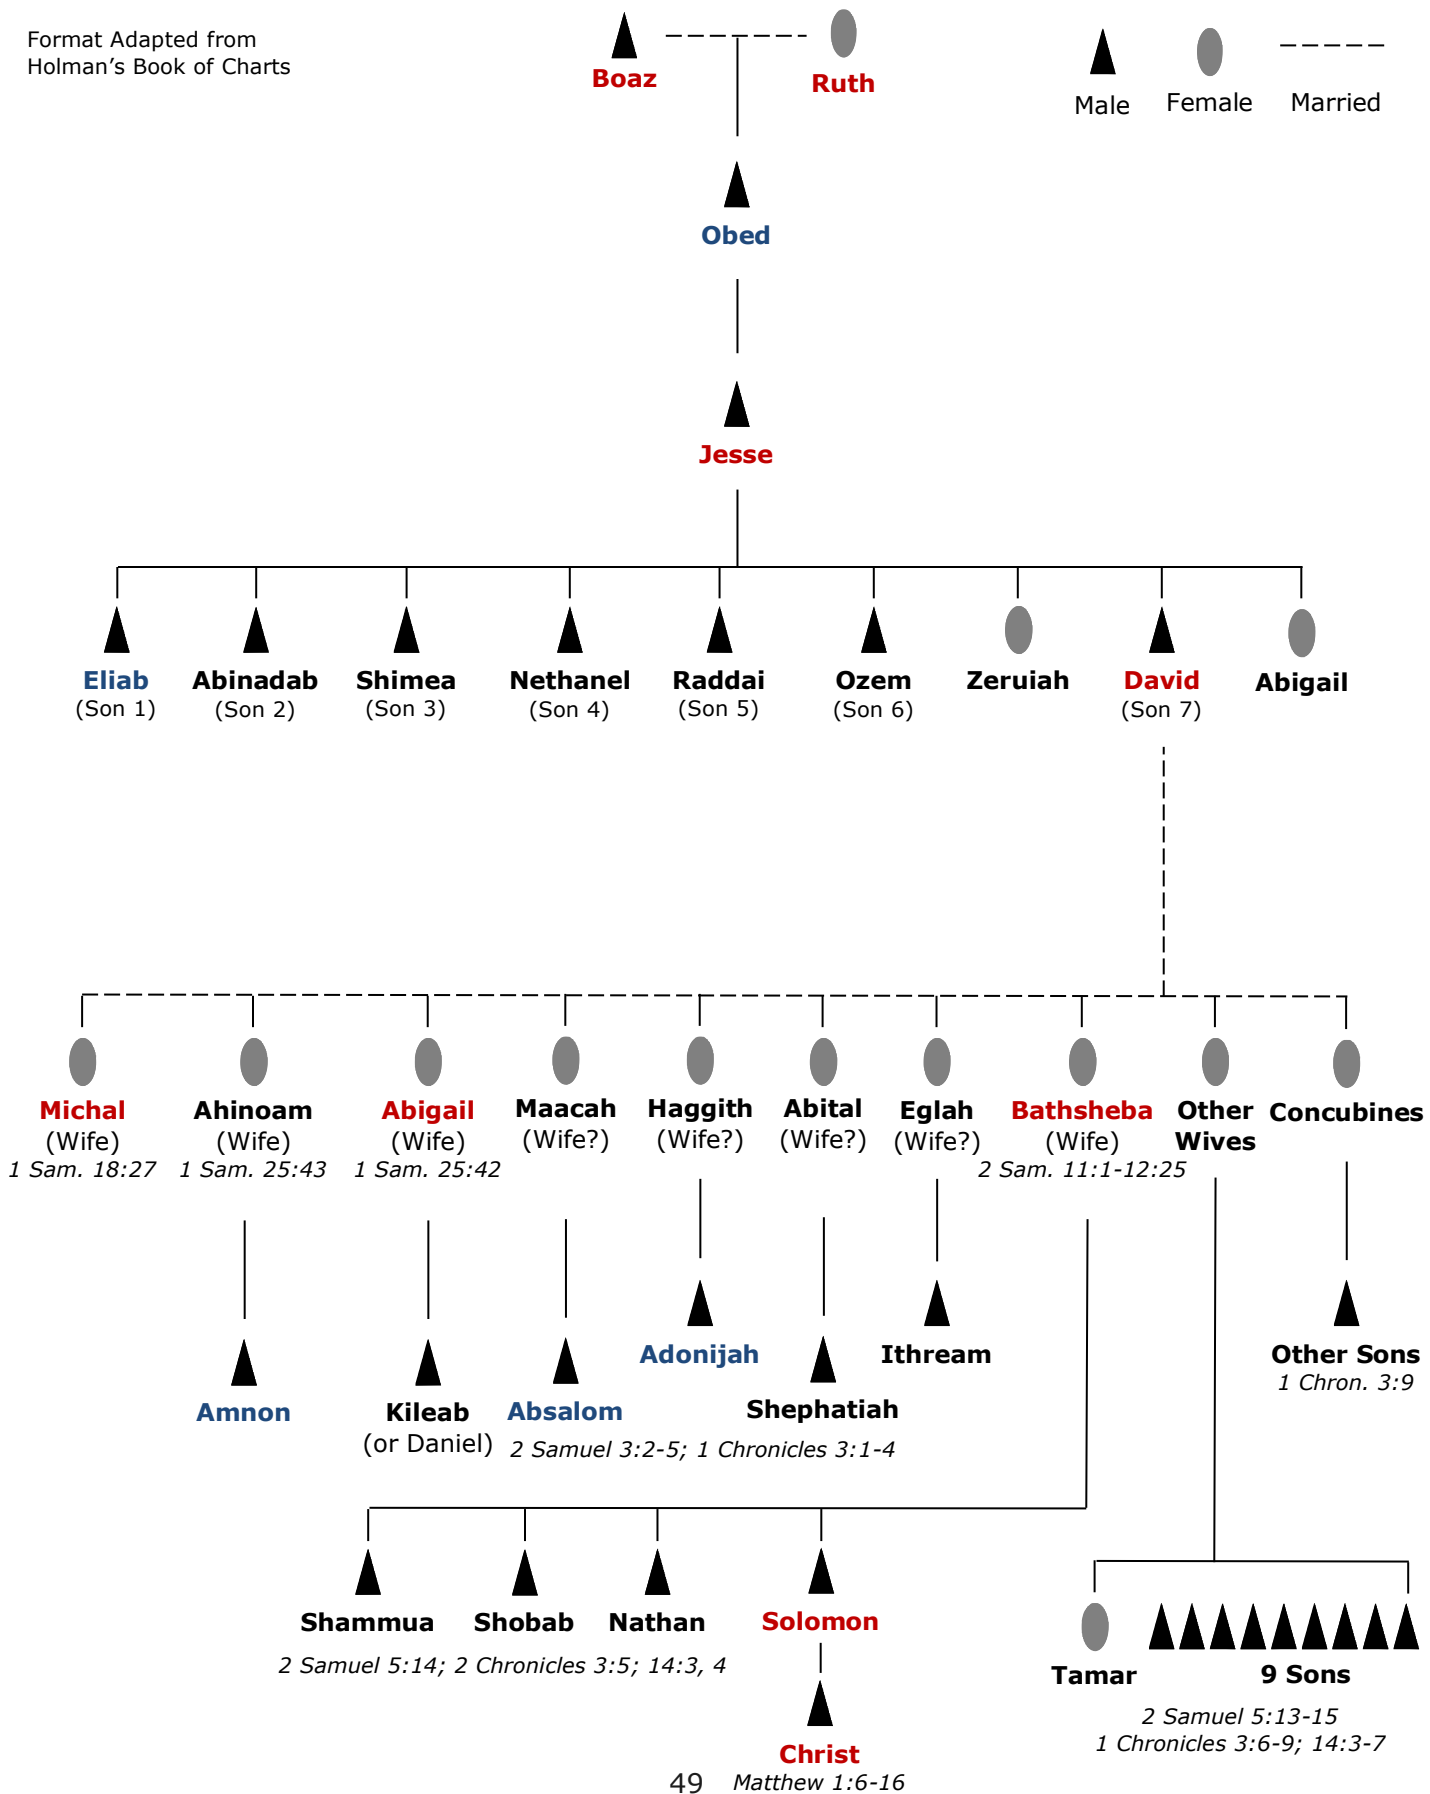 Format Adapted from
Holman's Book of Charts
Boaz
Ruth
Male
Female
Married
Obed
Jesse
Eliab
(Son 1)
Abinadab
(Son 2)
Shimea
(Son 3)
Nethanel
(Son 4)
Raddai
(Son 5)
Ozem
(Son 6)
Zeruiah
David
(Son 7)
Abigail
Michal
(Wife)
1 Sam. 18:27
Ahinoam
(Wife)
1 Sam. 25:43
Abigail
(Wife)
1 Sam. 25:42
Maacah
(Wife?)
Haggith
(Wife?)
Abital
(Wife?)
Eglah
(Wife?)
Bathsheba
(Wife)
2 Sam. 11:1-12:25
Other
Wives
Concubines
Amnon
Kileab
(or Daniel)
Absalom
Adonijah
Shephatiah
Ithream
Other Sons
1 Chron. 3:9
2 Samuel 3:2-5; 1 Chronicles 3:1-4
Shammua
Shobab
Nathan
Solomon
2 Samuel 5:14; 2 Chronicles 3:5; 14:3, 4
Tamar
9 Sons
2 Samuel 5:13-15
1 Chronicles 3:6-9; 14:3-7
Christ
Matthew 1:6-16
49